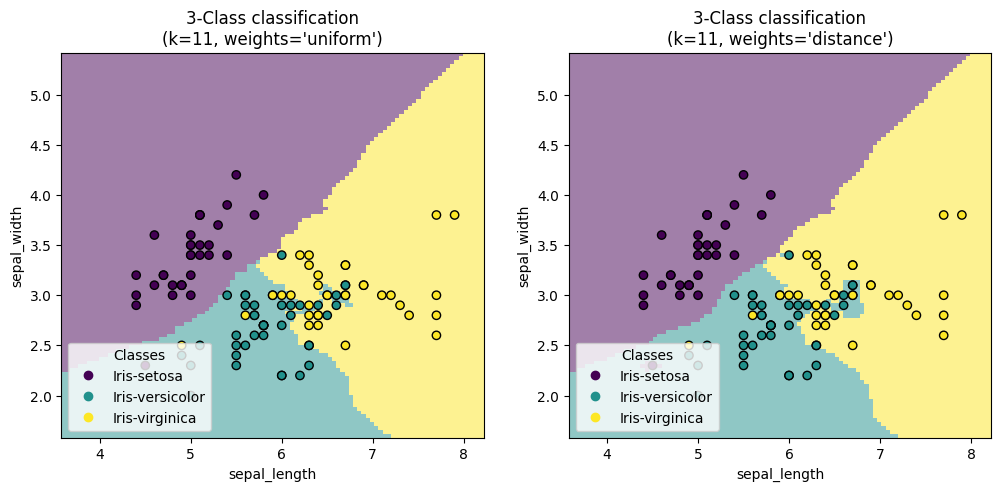 3-Class classification
(k=11, weights='uniform')
5.0
4.5
4.0
3.5
3.0
2.5
2.0
sepal_width
Classes
Iris-setosa
Iris-versicolor
Iris-virginica
4
5
6
7
8
sepal_length
3-Class classification
(k=11, weights='distance')
5.0
4.5
4.0
3.5
3.0
2.5
2.0
sepal_width
Classes
Iris-setosa
Iris-versicolor
Iris-virginica
4
5
6
7
8
sepal_length